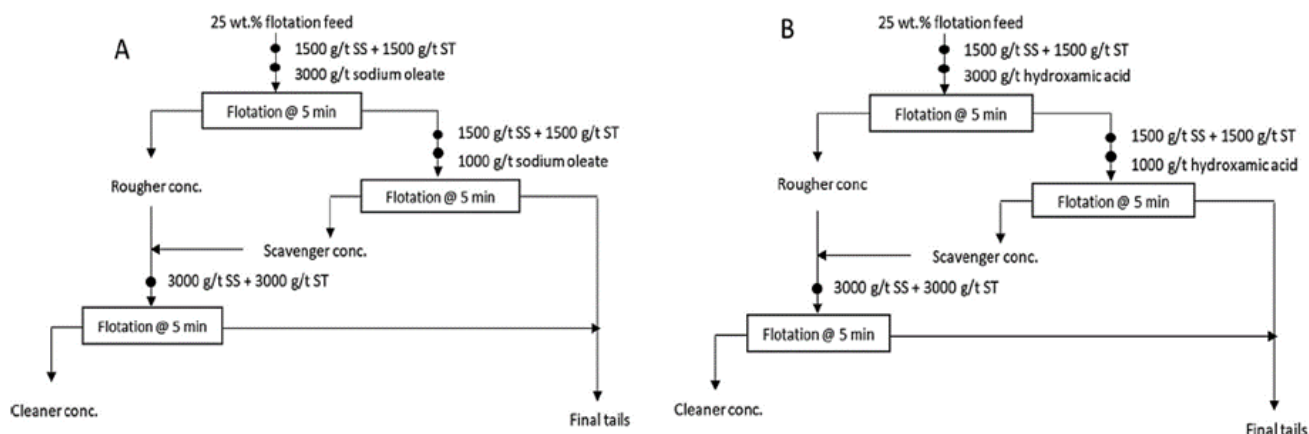 A
25 wt.% flotation feed
1500 g/t SS + 1500 g/t ST
3000 g/t sodium oleate
Flotation @ 5 min
1500 g/t SS + 1500 g/t ST
1000 g/t sodium oleate
Rougher conc.
Flotation @ 5 min
Scavenger conc.
3000 g/t SS + 3000 g/t ST
Flotation @ 5 min
Cleaner conc.
Final tails
B
25 wt.% flotation feed
1500 g/t SS + 1500 g/t ST
3000 g/t hydroxamic acid
Flotation @ 5 min
1500 g/t SS + 1500 g/t ST
1000 g/t hydroxamic acid
Rougher conc
Flotation @ 5 min
Scavenger conc.
3000 g/t SS + 3000 g/t ST
Flotation @ 5 min
Cleaner conc.
Final tails